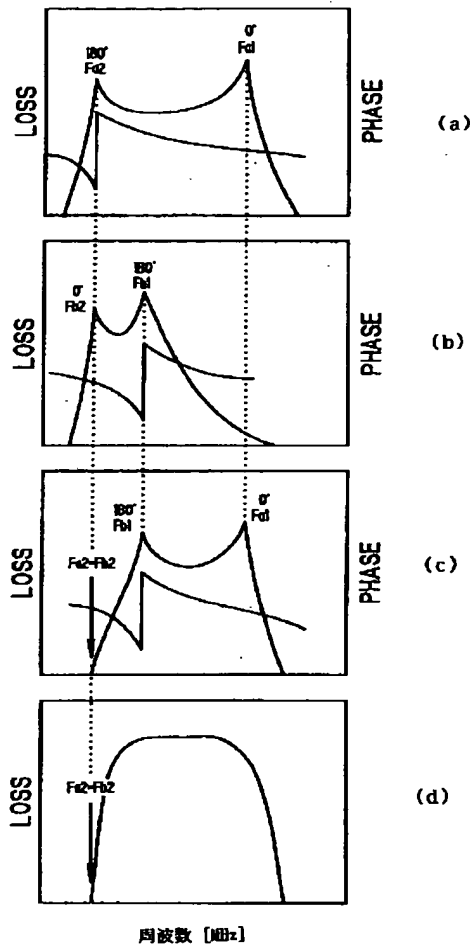 0°
Fa1
180°
Fa2
LOSS
PHASE
(a)
180°
Fb1
0°
Fb2
LOSS
PHASE
(b)
0°
Fa1
180°
Fb1
Fa2=Fb2
LOSS
PHASE
(c)
Fa2=Fb2
LOSS
(d)
周波数 [MHz]